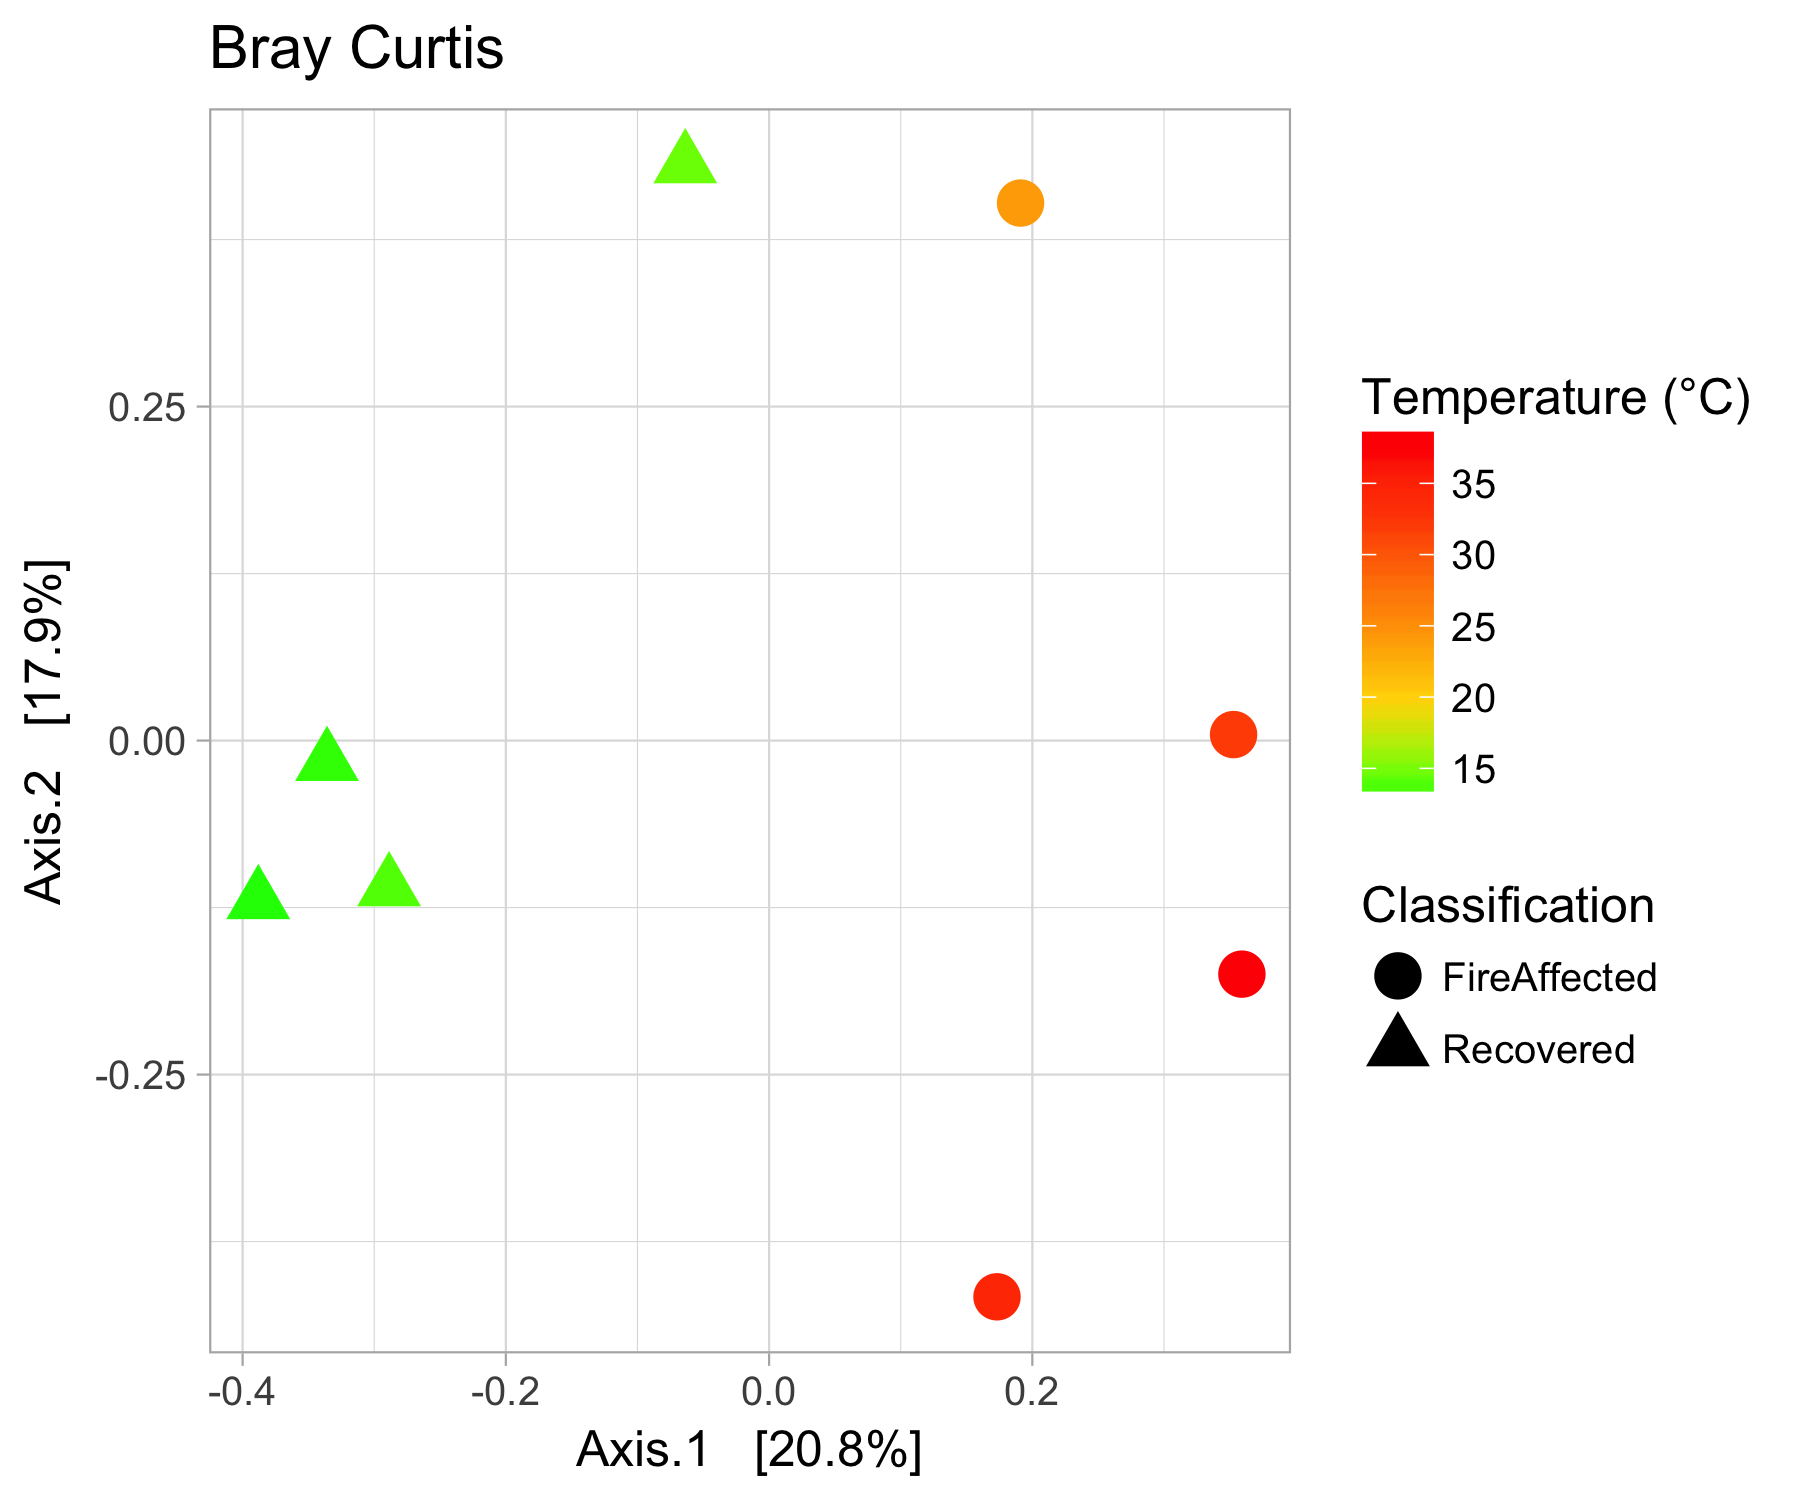 Bray Curtis
0.25
0.00
-0.25
Axis.2 [17.9%]
-0.4
-0.2
0.0
0.2
Axis.1 [20.8%]
Temperature (°C)
35
30
25
20
15
Classification
FireAffected
Recovered